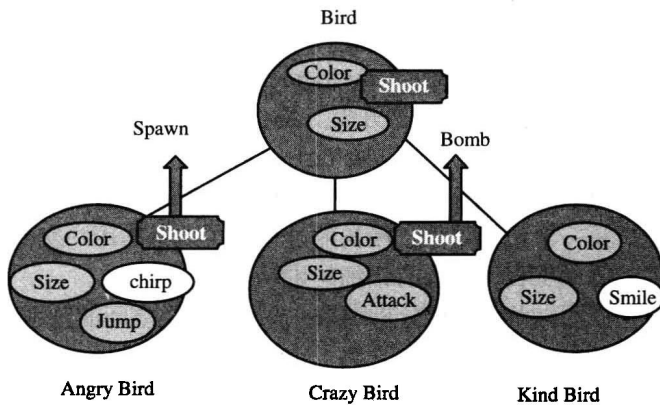 Bird
Color
Shoot
Size
Spawn
Bomb
Color
Shoot
Size
chirp
Jump
Color
Shoot
Size
Attack
Color
Size
Smile
Angry Bird
Crazy Bird
Kind Bird